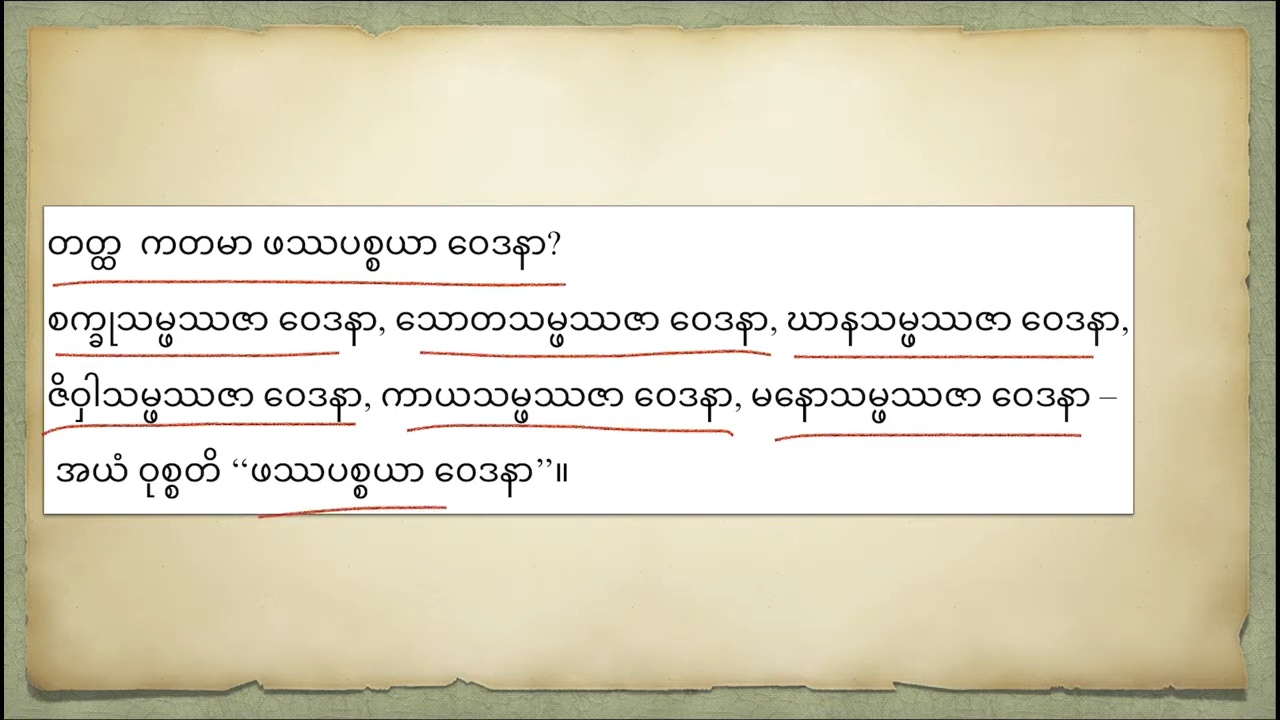 တတ္ထ ကတမာ ဖဿပစ္စယာ ဝေဒနာ?
စက္ခုသမ္ဖဿဇာ ဝေဒနာ, သောတသမ္ဖဿဇာ ဝေဒနာ, ဃာနသမ္ဖဿဇာ ဝေဒနာ,
ဇိဝှါသမ္ဖဿဇာ ဝေဒနာ, ကာယသမ္ဖဿဇာ ဝေဒနာ, မနောသမ္ဖဿဇာ ဝေဒနာ –
အယံ ဝုစ္စတိ ‘‘ဖဿပစ္စယာ ဝေဒနာ’’။